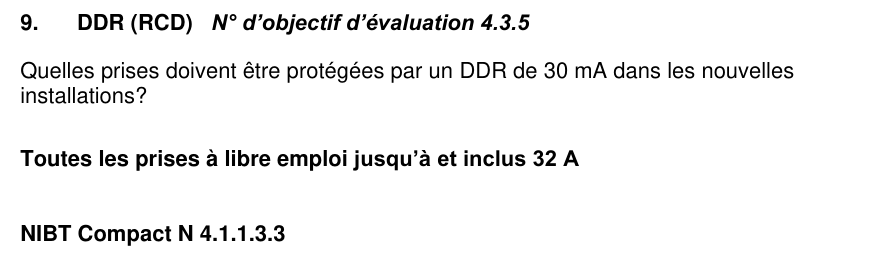 9. DDR (RCD) N° d’objectif d’évaluation 4.3.5
Quelles prises doivent être protégées par un DDR de 30 mA dans les nouvelles
installations?
Toutes les prises à libre emploi jusqu’à et inclus 32 A
NIBT Compact N 4.1.1.3.3